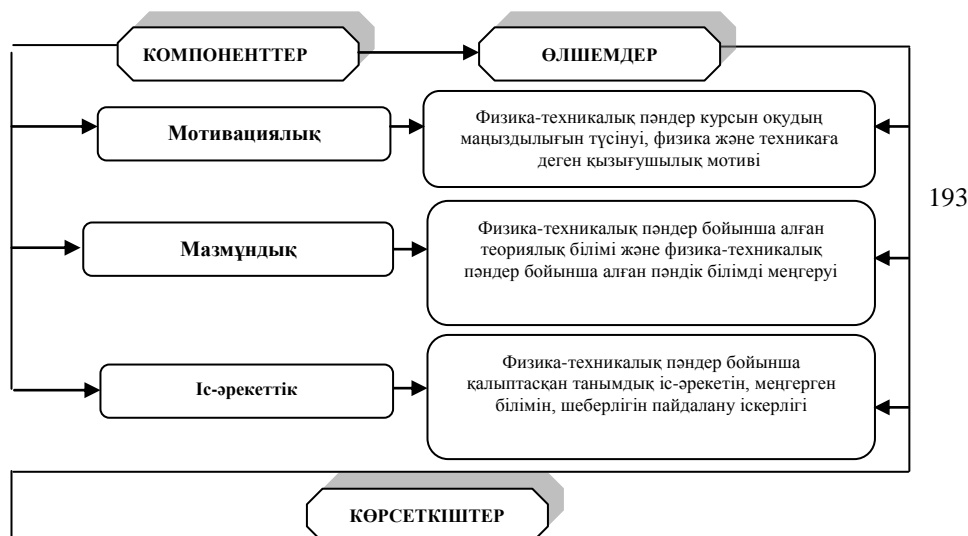 КОМПОНЕНТТЕР
ӨЛШЕМДЕР
Мотивациялық
Физика-техникалық пәндер курсын оқудың
маңыздылығын түсінуі, физика және техникаға
деген қызығушылық мотиві
193
Мазмұндық
Физика-техникалық пәндер бойынша алған
теориялық білімі және физика-техникалық
пәндер бойынша алған пәндік білімді меңгеруі
Іс-әрекеттік
Физика-техникалық пәндер бойынша
қалыптасқан танымдық іс-әрекетін, меңгерген
білімін, шеберлігін пайдалану іскерлігі
КӨРСЕТКІШТЕР